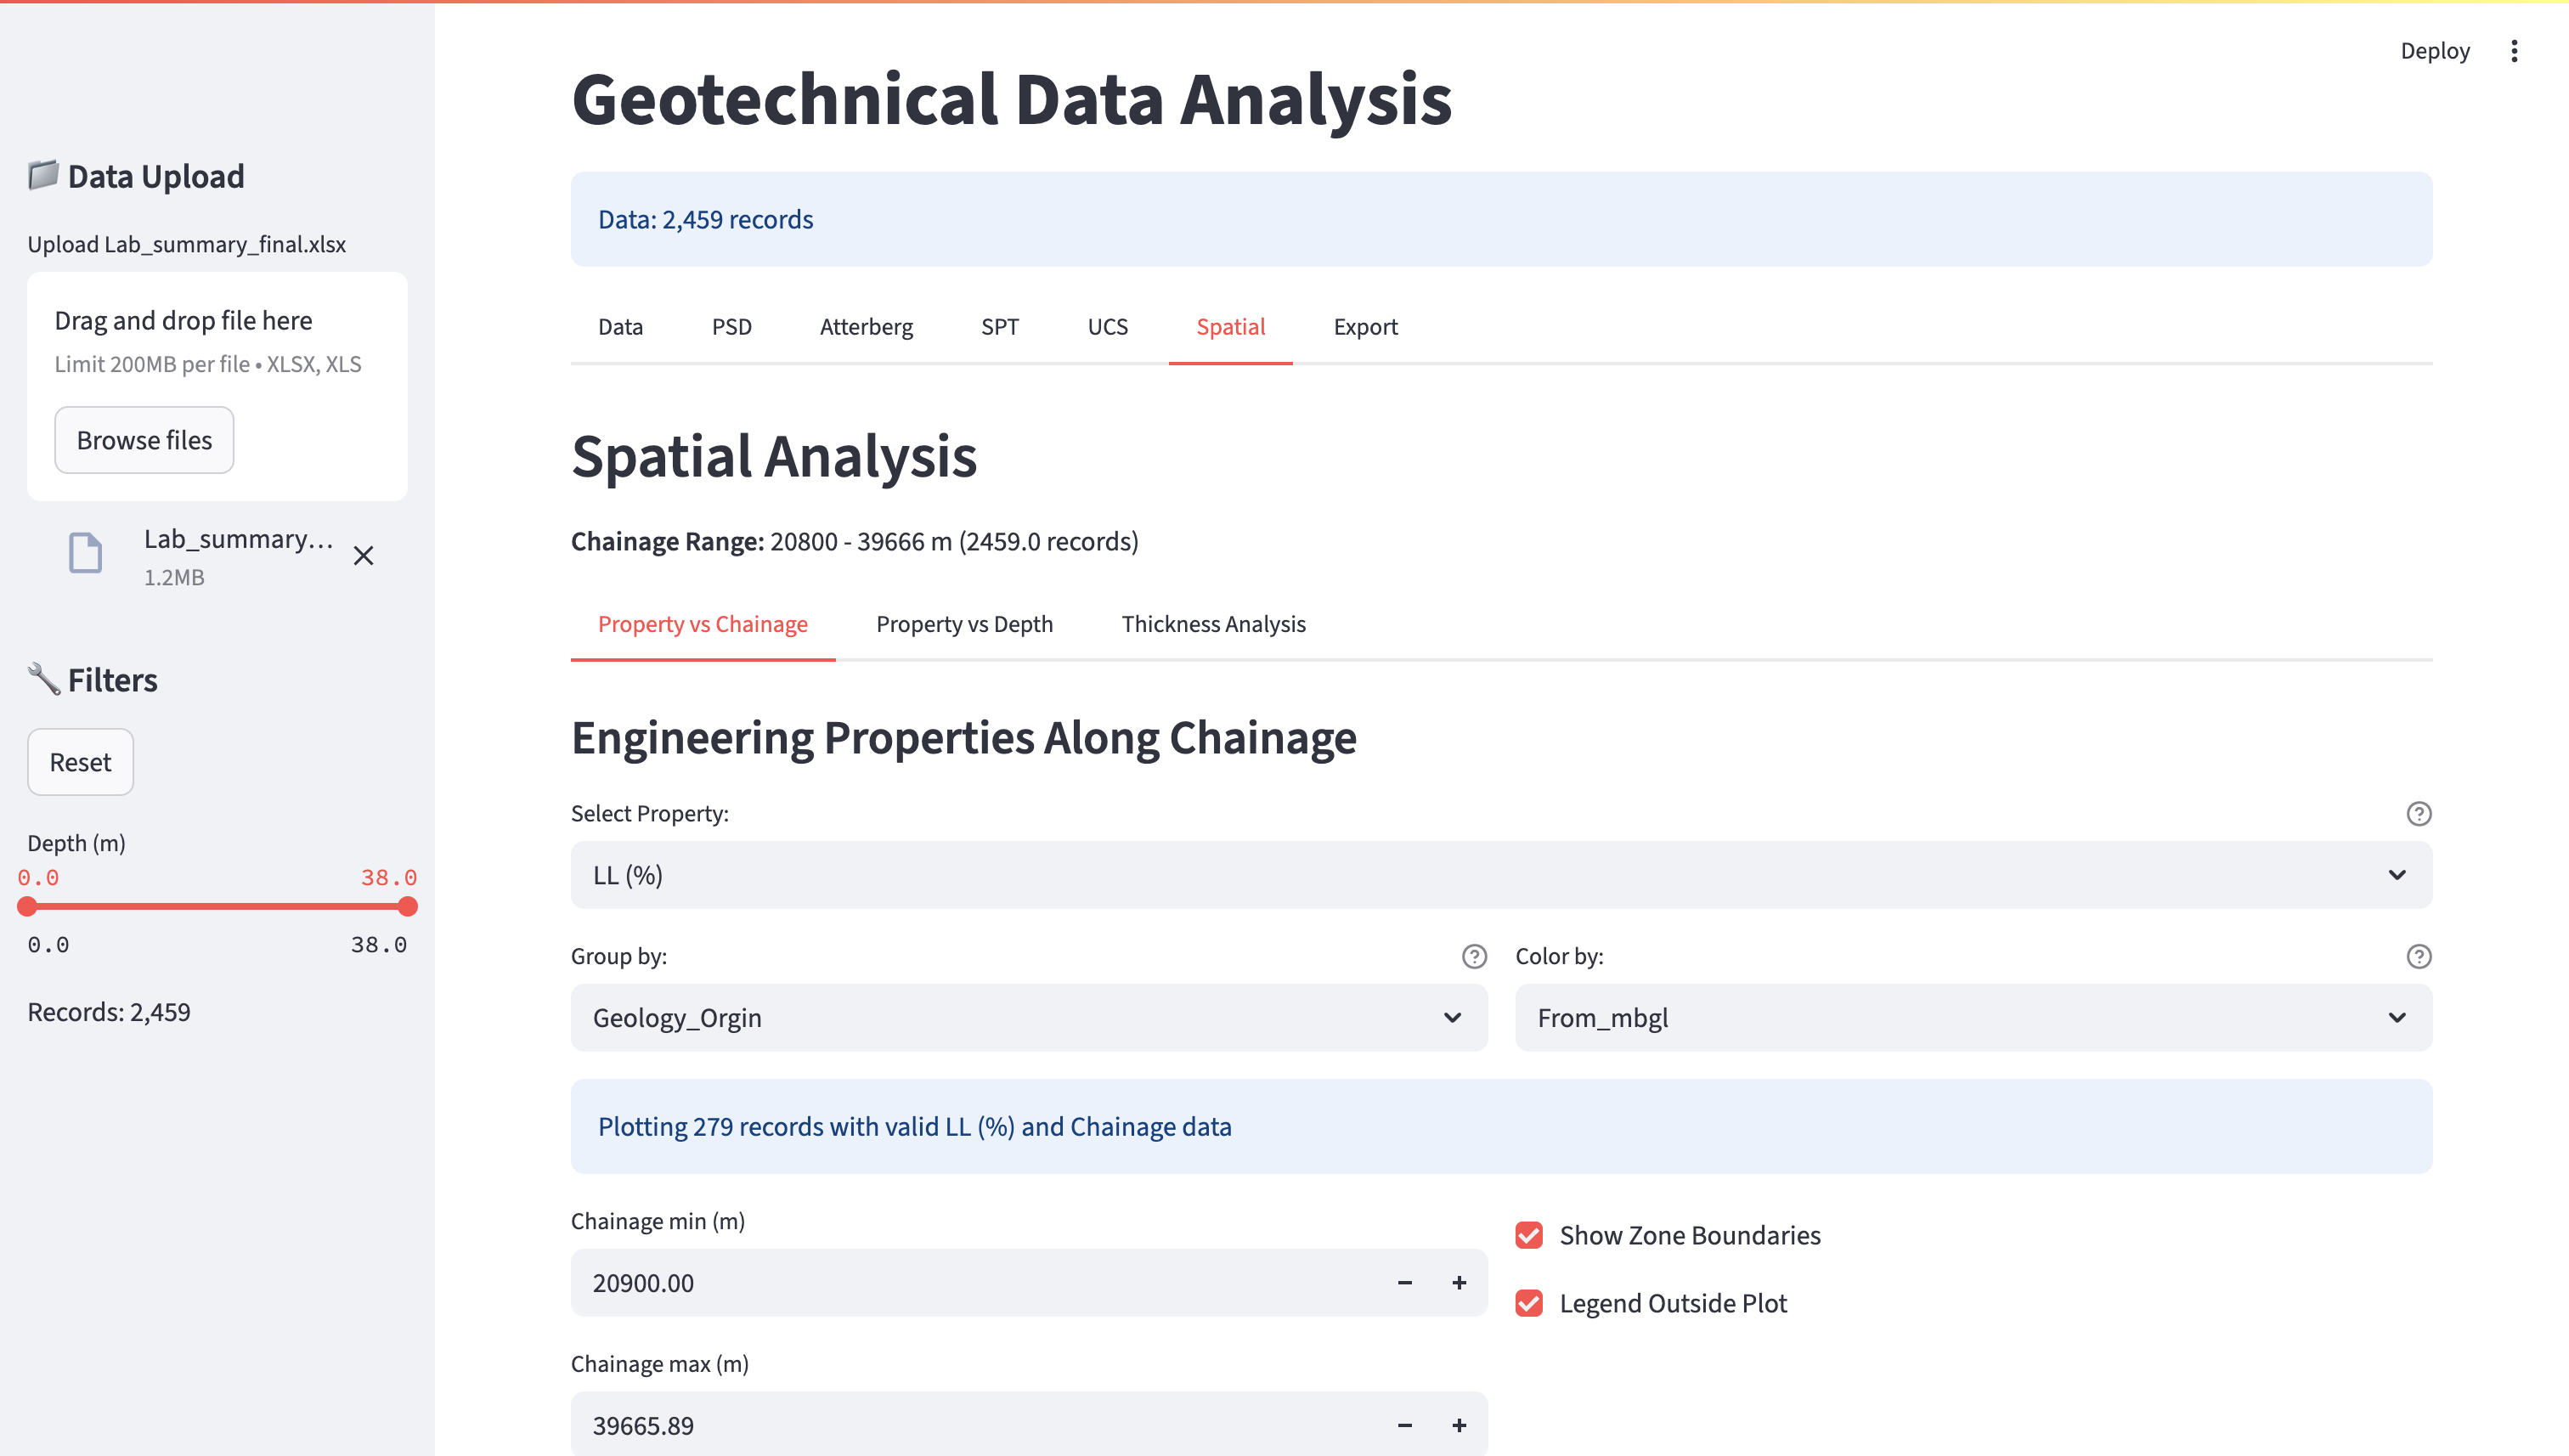 Deploy
📁 Data Upload
Upload Lab_summary_final.xlsx
Drag and drop file here
Limit 200MB per file • XLSX, XLS
Browse files
Lab_summary...
1.2MB
🔧 Filters
Reset
Depth (m)
0.0 38.0
0.0 38.0
Records: 2,459
Geotechnical Data Analysis
Data: 2,459 records
Data PSD Atterberg SPT UCS Spatial Export
Spatial Analysis
Chainage Range: 20800 - 39666 m (2459.0 records)
Property vs Chainage Property vs Depth Thickness Analysis
Engineering Properties Along Chainage
Select Property:
LL (%)
Group by: Color by:
Geology_Orgin From_mbgl
Plotting 279 records with valid LL (%) and Chainage data
Chainage min (m)
20900.00 − +
Show Zone Boundaries
Legend Outside Plot
Chainage max (m)
39665.89 − +